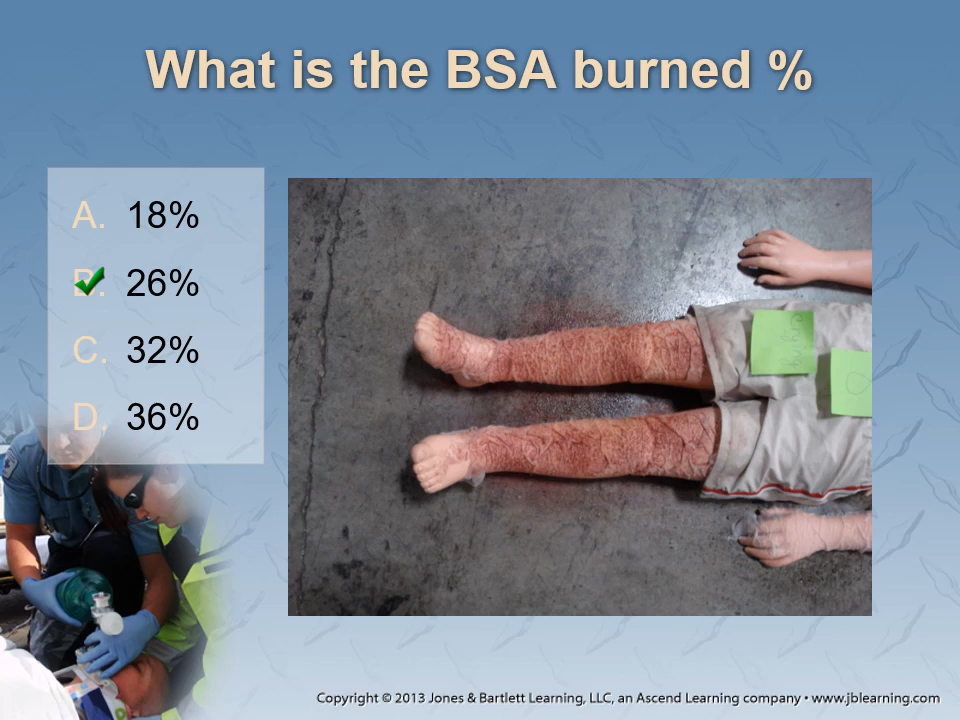 What is the BSA burned %
A. 18%
B. 26%
C. 32%
D. 36%
Copyright © 2013 Jones & Bartlett Learning, LLC, an Ascend Learning company • www.jblearning.com